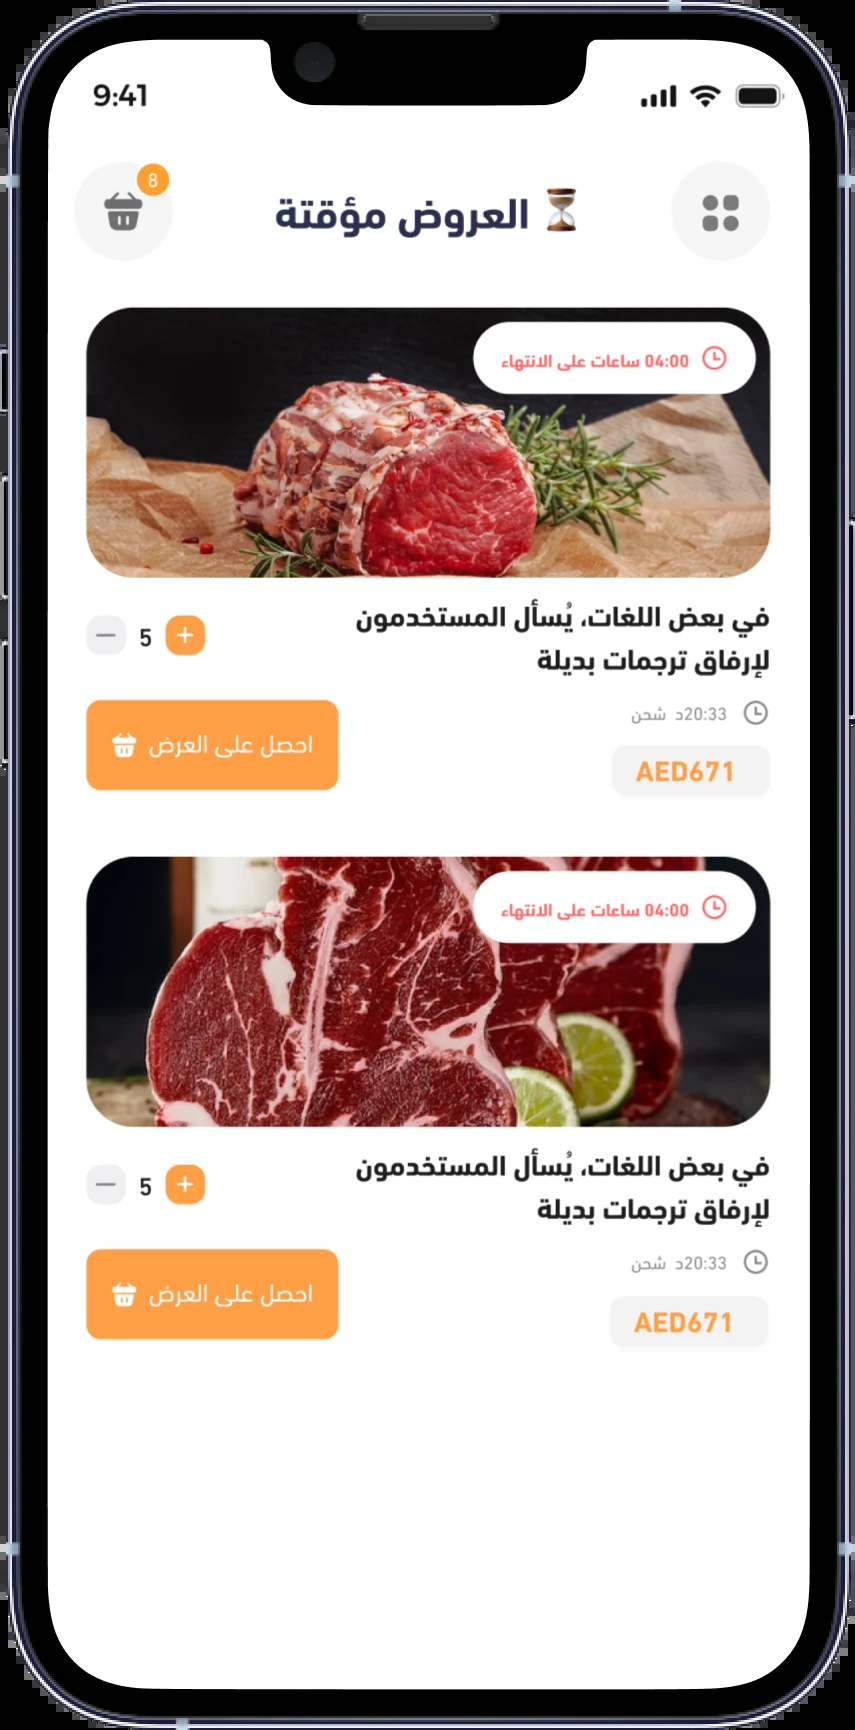 9:41
8
العروض مؤقتة
04:00 ساعات على الانتهاء
في بعض اللغات، يُسأل المستخدمون
لإرفاق ترجمات بديلة
5
20:33د شحن
AED671
احصل على العرض
04:00 ساعات على الانتهاء
في بعض اللغات، يُسأل المستخدمون
لإرفاق ترجمات بديلة
5
20:33د شحن
AED671
احصل على العرض